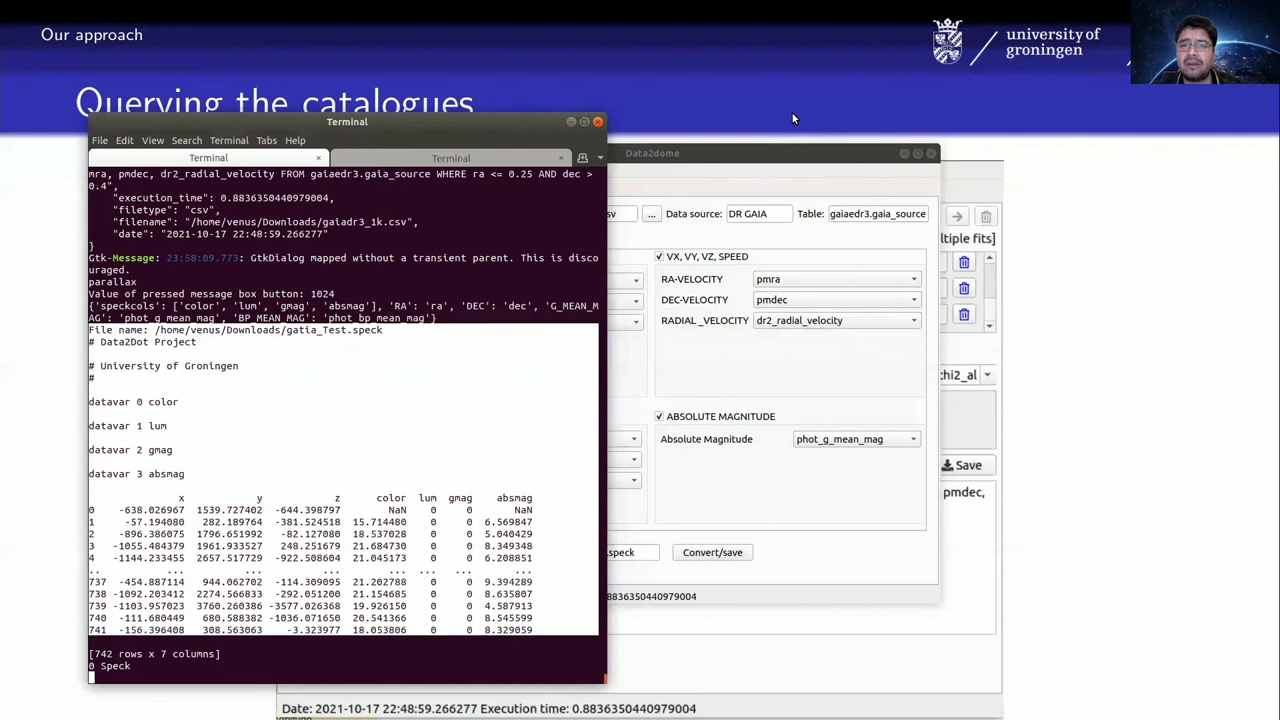 Our approach
university of
groningen
Querying the catalogues
Terminal
File Edit View Search Terminal Tabs Help
Terminal × Terminal ×
mra, pmdec, dr2_radial_velocity FROM gaiaedr3.gaia_source WHERE ra <= 0.25 AND dec >
0.4",
"execution_time": 0.8836350440979004,
"filetype": "csv",
"filename": "/home/venus/Downloads/gaiadr3_1k.csv",
"date": "2021-10-17 22:48:59.266277"
}
Gtk-Message: 23:58:09.773: GtkDialog mapped without a transient parent. This is disco
uraged.
parallax
Value of pressed message box button: 1024
{'speckcols': ['color', 'lum', 'gmag', 'absmag'], 'RA': 'ra', 'DEC': 'dec', 'G_MEAN_M
AG': 'phot_g_mean_mag', 'BP_MEAN_MAG': 'phot_bp_mean_mag'}
File name: /home/venus/Downloads/gatia_Test.speck
# Data2Dot Project
# University of Groningen
#
datavar 0 color
datavar 1 lum
datavar 2 gmag
datavar 3 absmag
x y z color lum gmag absmag
0 -638.026967 1539.727402 -644.398797 NaN 0 0 NaN
1 -57.194080 282.189764 -381.524518 15.714480 0 0 6.569847
2 -896.386075 1796.651992 -82.127080 18.537028 0 0 5.040429
3 -1055.484379 1961.933527 248.251679 21.684730 0 0 8.349348
4 -1144.233455 2657.517729 -922.508604 21.045173 0 0 6.208851
.. ... ... ... ... ... ... ...
737 -454.887114 944.062702 -114.309095 21.202788 0 0 9.394289
738 -1092.203412 2274.566833 -292.051200 21.154685 0 0 8.635807
739 -1103.957023 3760.260386 -3577.026368 19.926150 0 0 4.587913
740 -111.680449 680.588382 -1036.071650 20.541366 0 0 8.545599
741 -156.396408 308.563063 -3.323977 18.053806 0 0 8.329059
[742 rows x 7 columns]
0 Speck
Data2dome
sv ... Data source: DR GAIA Table: gaiaedr3.gaia_source
VX, VY, VZ, SPEED
RA-VELOCITY pmra
DEC-VELOCITY pmdec
RADIAL _VELOCITY dr2_radial_velocity
ABSOLUTE MAGNITUDE
Absolute Magnitude phot_g_mean_mag
.speck Convert/save
8836350440979004
ltiple fits]
chi2_al
Save
pmdec,
Date: 2021-10-17 22:48:59.266277 Execution time: 0.8836350440979004